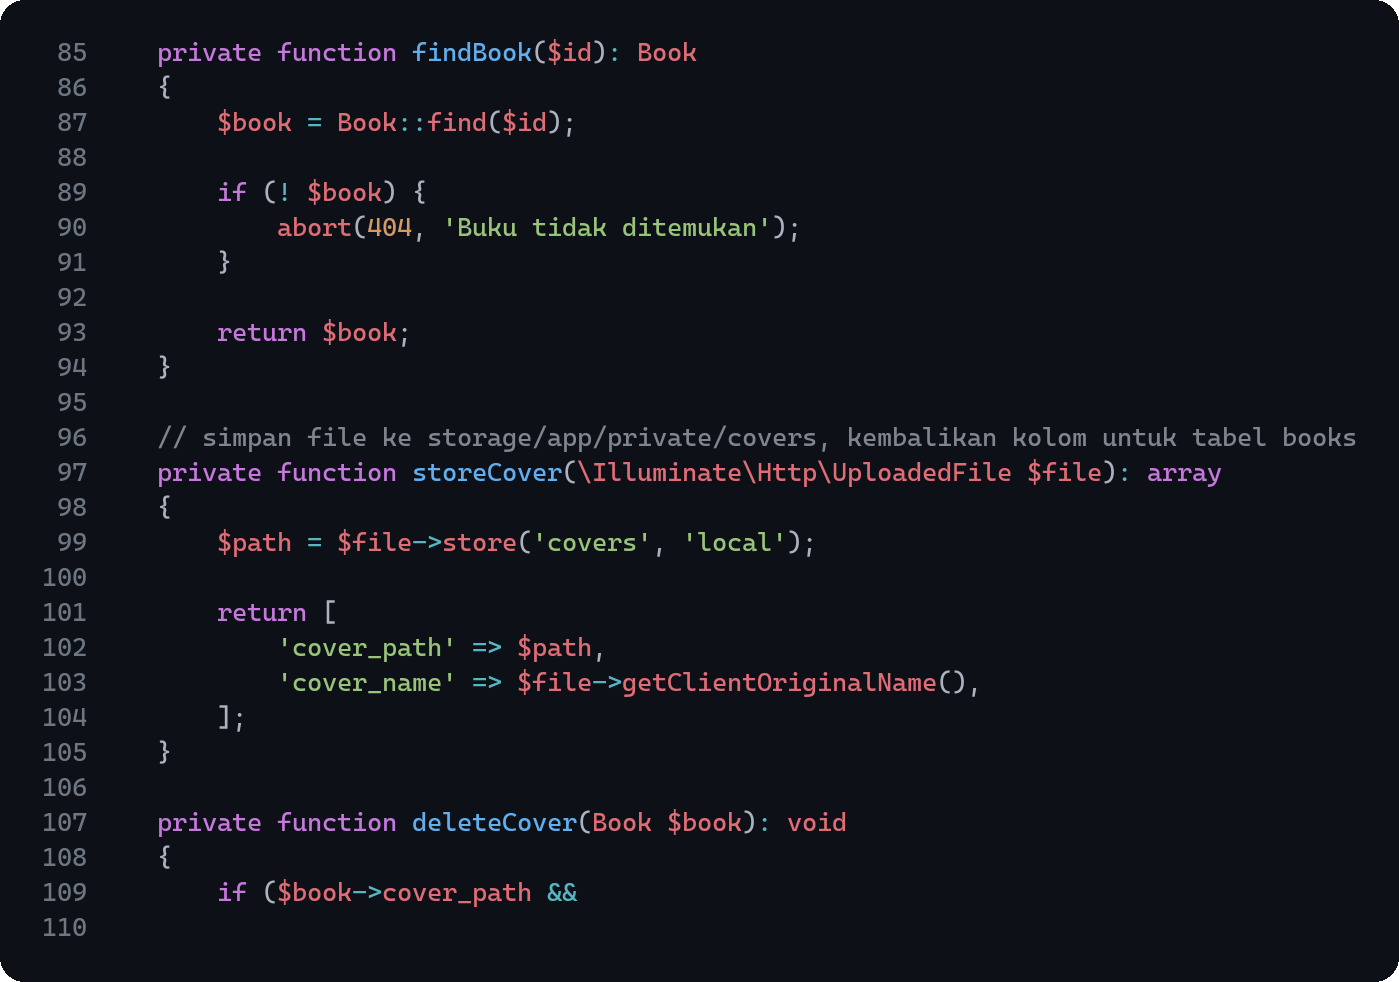 85 private function findBook($id): Book
86 {
87 $book = Book::find($id);
88
89 if (! $book) {
90 abort(404, 'Buku tidak ditemukan');
91 }
92
93 return $book;
94 }
95
96 // simpan file ke storage/app/private/covers, kembalikan kolom untuk tabel books
97 private function storeCover(\Illuminate\Http\UploadedFile $file): array
98 {
99 $path = $file->store('covers', 'local');
100
101 return [
102 'cover_path' => $path,
103 'cover_name' => $file->getClientOriginalName(),
104 ];
105 }
106
107 private function deleteCover(Book $book): void
108 {
109 if ($book->cover_path &&
110